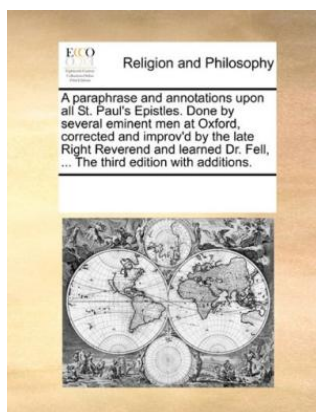 ECCO
Religion and Philosophy
A paraphrase and annotations upon
all St. Paul's Epistles. Done by
several eminent men at Oxford,
corrected and improv'd by the late
Right Reverend and learned Dr. Fell,
... The third edition with additions.